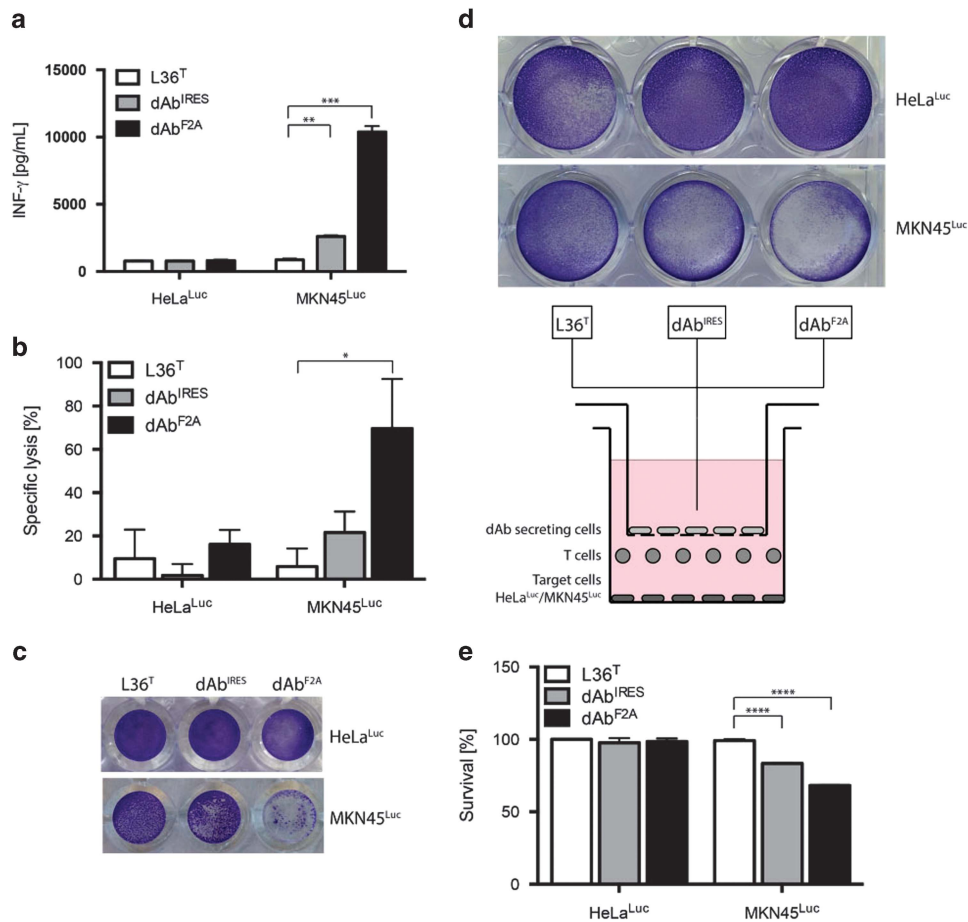 a
15000
10000
5000
0
INF-γ [pg/mL]
L36ᵀ
dAbᴵᴿᴱˢ
dAbF2A
**
***
HeLaLuc
MKN45Luc
b
100
80
60
40
20
0
Specific lysis [%]
L36ᵀ
dAbᴵᴿᴱˢ
dAbF2A
*
HeLaLuc
MKN45Luc
c
L36ᵀ dAbᴵᴿᴱˢ dAbF2A
HeLaLuc
MKN45Luc
d
HeLaLuc
MKN45Luc
L36ᵀ dAbᴵᴿᴱˢ dAbF2A
dAb secreting cells
T cells
Target cells
HeLaLuc/MKN45Luc
e
150
100
50
0
Survival [%]
L36ᵀ
dAbᴵᴿᴱˢ
dAbF2A
****
****
HeLaLuc
MKN45Luc